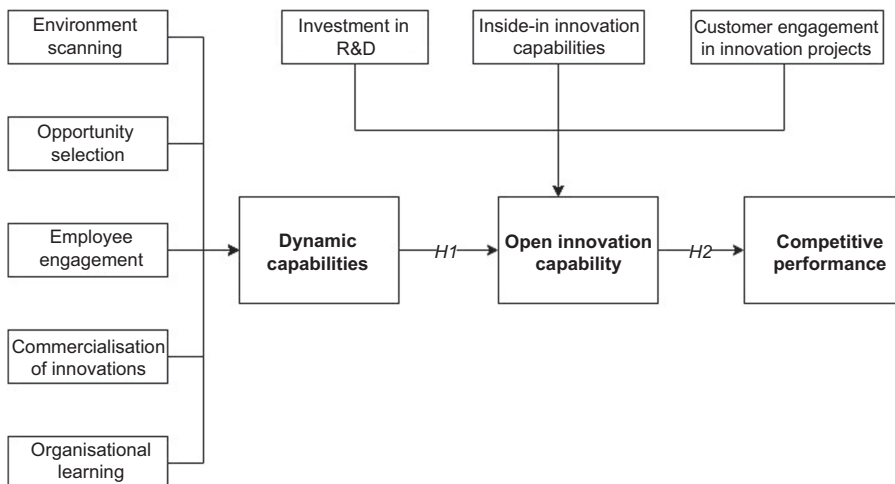 Environment
scanning
Investment in
R&D
Inside-in innovation
capabilities
Customer engagement
in innovation projects
Opportunity
selection
Employee
engagement
Dynamic
capabilities
H1
Open innovation
capability
H2
Competitive
performance
Commercialisation
of innovations
Organisational
learning